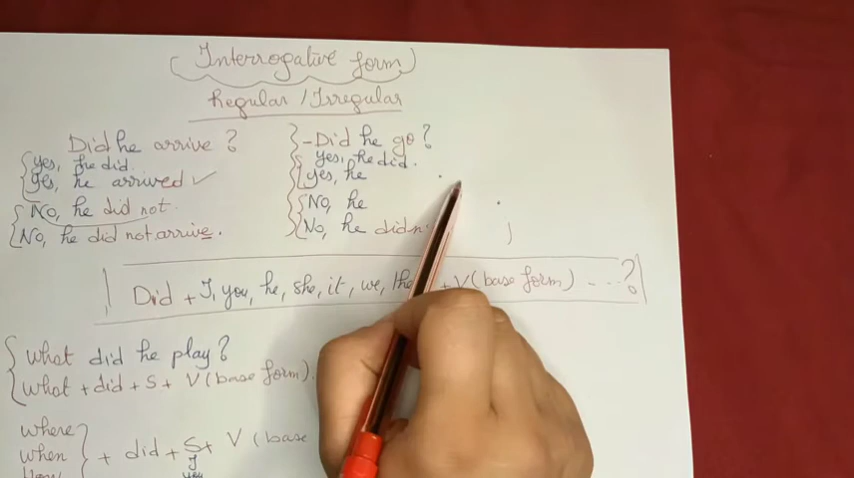 Interrogative form
Regular / Irregular
Did he arrive ?
Yes, he did.
Yes, he arrived ✓
No, he did not.
No, he did not arrive.
- Did he go ?
Yes, he did.
Yes, he
No, he
No, he didn
Did + I, you, he, she, it, we, the + V (base form) - ...?
What did he play ?
What + did + S + V (base form).
where
when
+ did + S + V (base
I
you